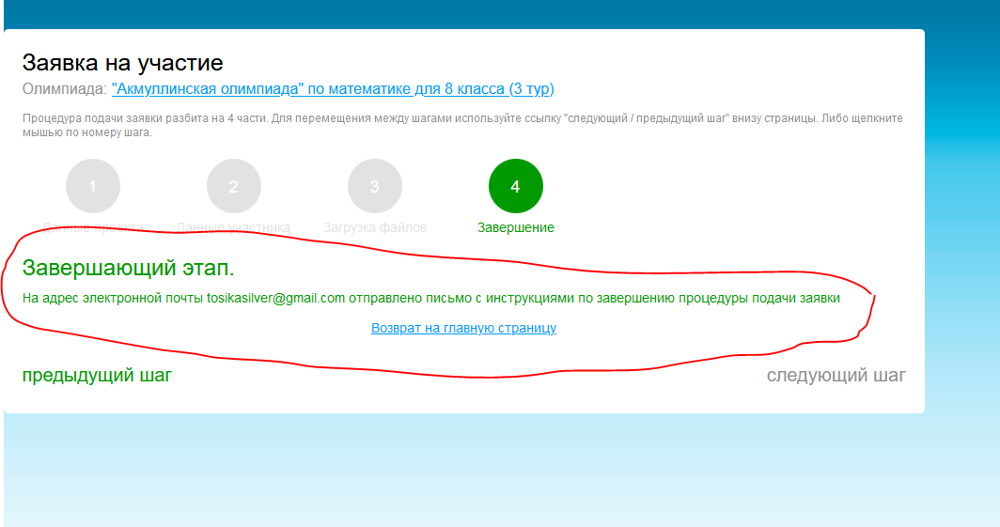 Заявка на участие
Олимпиада: "Акмуллинская олимпиада" по математике для 8 класса (3 тур)
Процедура подачи заявки разбита на 4 части. Для перемещения между шагами используйте ссылку "следующий / предыдущий шаг" внизу страницы. Либо щелкните
мышью по номеру шага.
1 2 3 4
Данные проекта Данные участника Загрузка файлов Завершение
Завершающий этап.
На адрес электронной почты tosikasilver@gmail.com отправлено письмо с инструкциями по завершению процедуры подачи заявки
Возврат на главную страницу
предыдущий шаг следующий шаг